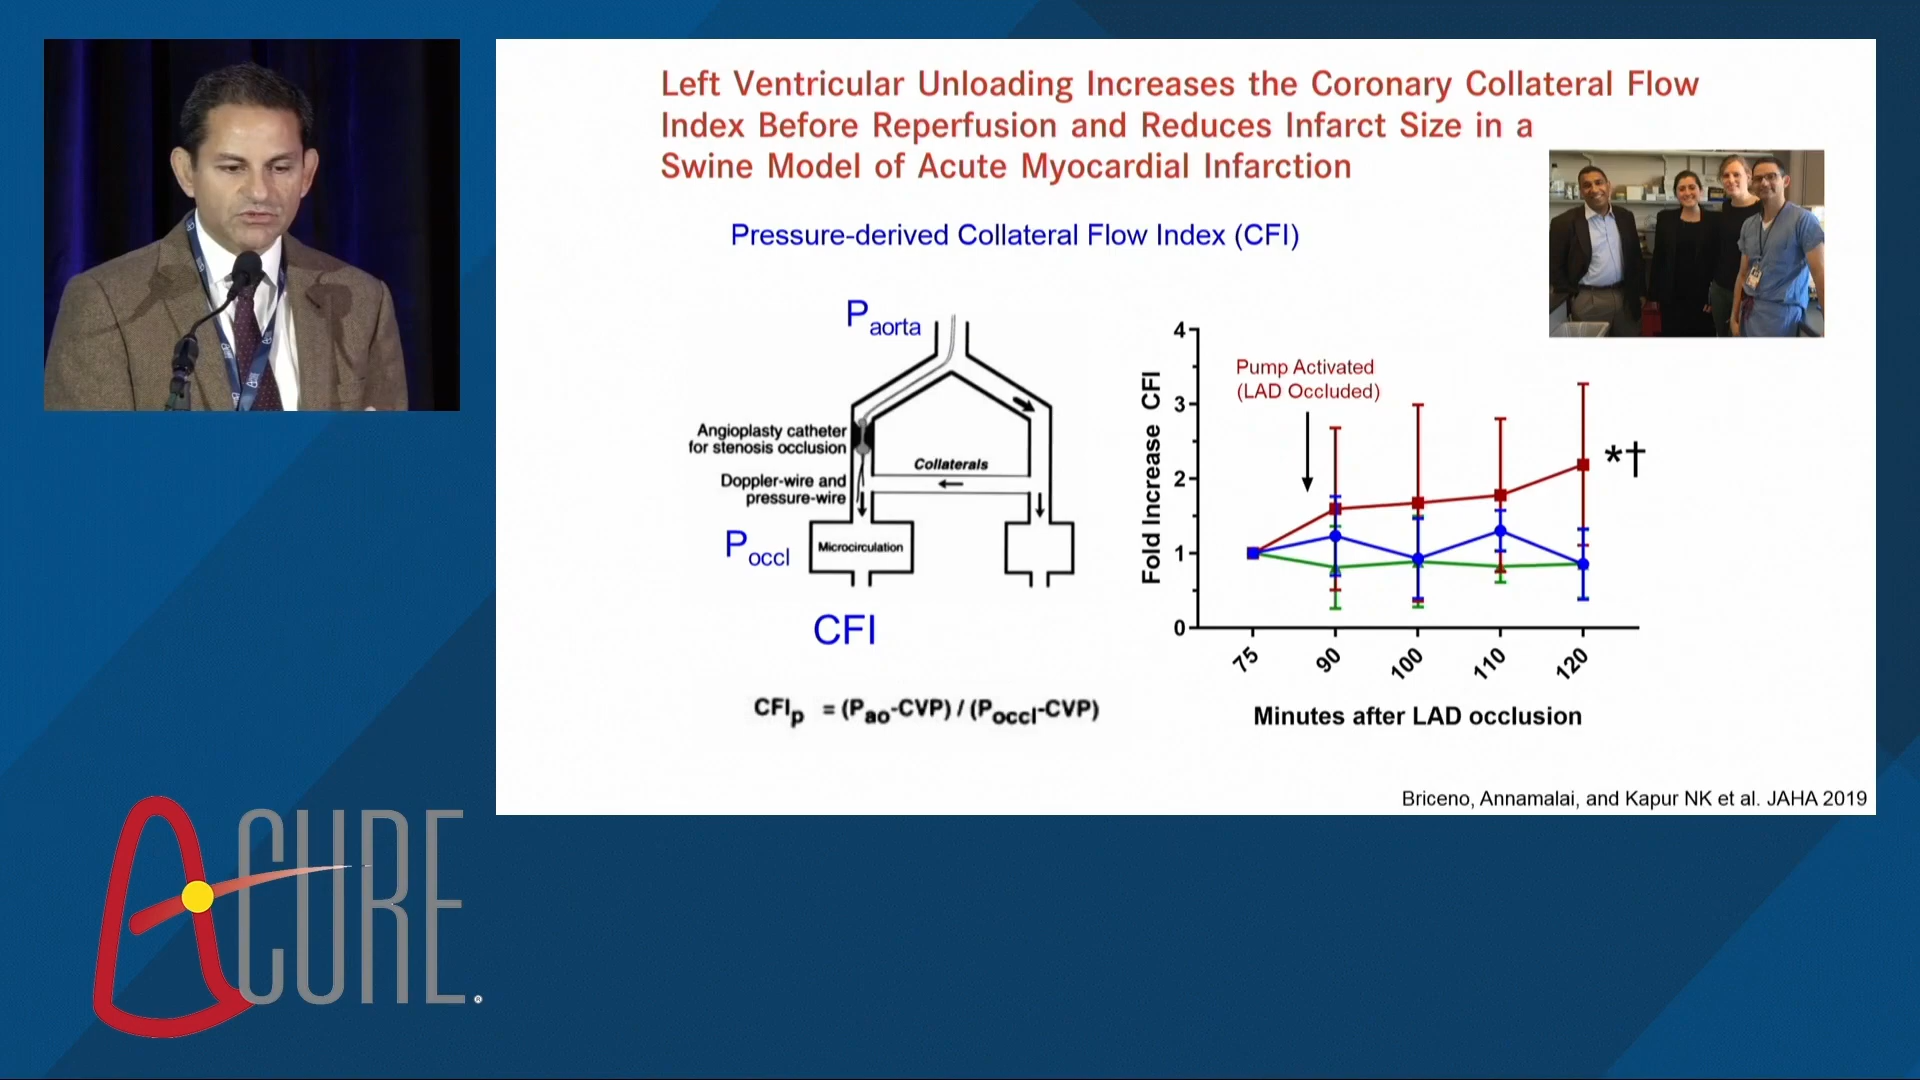 Left Ventricular Unloading Increases the Coronary Collateral Flow
Index Before Reperfusion and Reduces Infarct Size in a
Swine Model of Acute Myocardial Infarction
Pressure-derived Collateral Flow Index (CFI)
Paorta
Angioplasty catheter
for stenosis occlusion
Collaterals
Doppler-wire and
pressure-wire
Poccl
Microcirculation
CFI
CFIp = (Pao-CVP) / (Poccl-CVP)
Pump Activated
(LAD Occluded)
Fold Increase CFI
4
3
2
1
0
*†
75
90
100
110
120
Minutes after LAD occlusion
Briceno, Annamalai, and Kapur NK et al. JAHA 2019
A-CURE.®